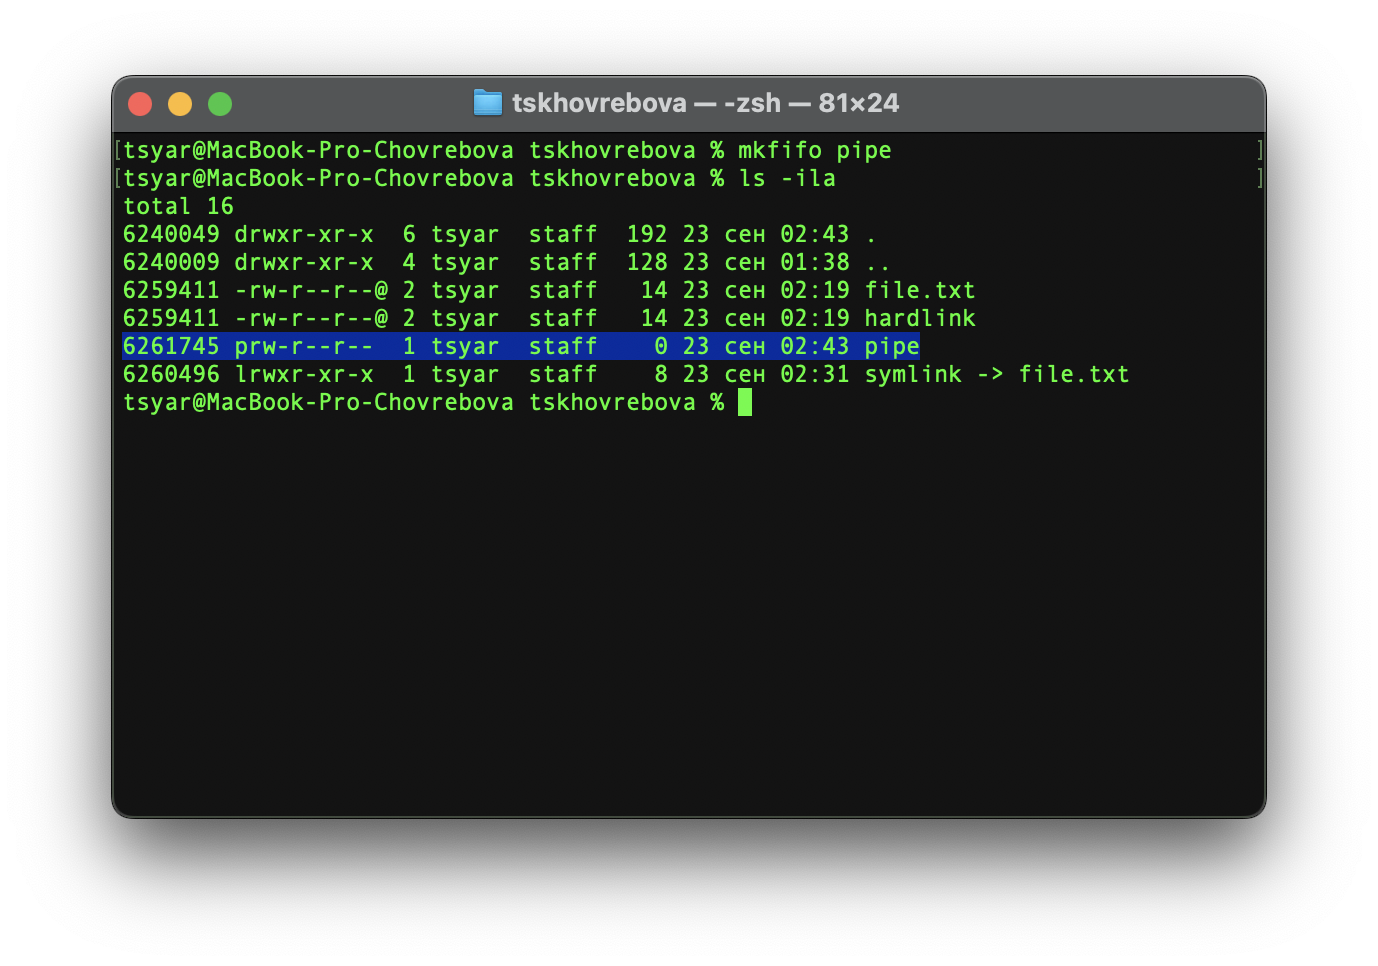 tskhovrebova — -zsh — 81×24
[tsyar@MacBook-Pro-Chovrebova tskhovrebova % mkfifo pipe ]
[tsyar@MacBook-Pro-Chovrebova tskhovrebova % ls -ila ]
total 16
6240049 drwxr-xr-x  6 tsyar  staff  192 23 сен 02:43 .
6240009 drwxr-xr-x  4 tsyar  staff  128 23 сен 01:38 ..
6259411 -rw-r--r--@ 2 tsyar  staff   14 23 сен 02:19 file.txt
6259411 -rw-r--r--@ 2 tsyar  staff   14 23 сен 02:19 hardlink
6261745 prw-r--r--  1 tsyar  staff    0 23 сен 02:43 pipe
6260496 lrwxr-xr-x  1 tsyar  staff    8 23 сен 02:31 symlink -> file.txt
tsyar@MacBook-Pro-Chovrebova tskhovrebova %